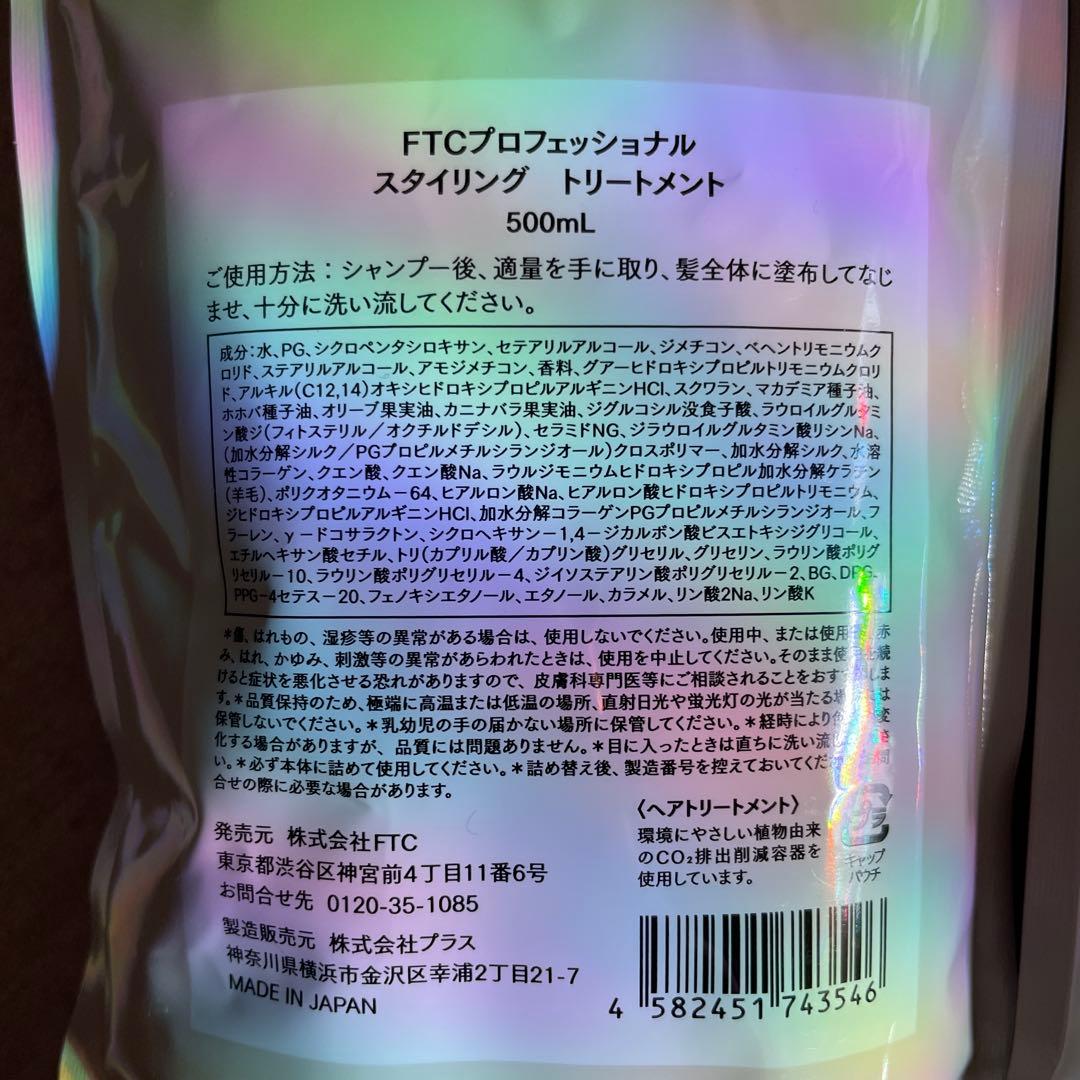 FTCプロフェッショナル
スタイリング　トリートメント
500mL
ご使用方法：シャンプー後、適量を手に取り、髪全体に塗布してなじ
ませ、十分に洗い流してください。
成分：水、PG、シクロペンタシロキサン、セテアリルアルコール、ジメチコン、ベヘントリモニウムク
ロリド、ステアリルアルコール、アモジメチコン、香料、グアーヒドロキシプロピルトリモニウムクロリ
ド、アルキル(C12,14)オキシヒドロキシプロピルアルギニンHCl、スクワラン、マカデミア種子油、
ホホバ種子油、オリーブ果実油、カニナバラ果実油、ジグルコシル没食子酸、ラウロイルグルタミ
ン酸ジ(フィトステリル／オクチルドデシル)、セラミドNG、ジラウロイルグルタミン酸リシンNa、
(加水分解シルク／PGプロピルメチルシランジオール)クロスポリマー、加水分解シルク、水溶
性コラーゲン、クエン酸、クエン酸Na、ラウルジモニウムヒドロキシプロピル加水分解ケラチン
(羊毛)、ポリクオタニウム－64、ヒアルロン酸Na、ヒアルロン酸ヒドロキシプロピルトリモニウム、
ジヒドロキシプロピルアルギニンHCl、加水分解コラーゲンPGプロピルメチルシランジオール、フ
ラーレン、γ－ドコサラクトン、シクロヘキサン－1,4－ジカルボン酸ビスエトキシジグリコール、
エチルヘキサン酸セチル、トリ(カプリル酸／カプリン酸)グリセリル、グリセリン、ラウリン酸ポリグ
リセリル－10、ラウリン酸ポリグリセリル－4、ジイソステアリン酸ポリグリセリル－2、BG、DPG、
PPG-4セテス－20、フェノキシエタノール、エタノール、カラメル、リン酸2Na、リン酸K
＊傷、はれもの、湿疹等の異常がある場合は、使用しないでください。使用中、または使用 赤
み、はれ、かゆみ、刺激等の異常があらわれたときは、使用を中止してください。そのまま使 続
けると症状を悪化させる恐れがありますので、皮膚科専門医等にご相談されることをおすすめしま
す。＊品質保持のため、極端に高温または低温の場所、直射日光や蛍光灯の光が当たる場 には
保管しないでください。＊乳幼児の手の届かない場所に保管してください。＊経時により 変
化する場合がありますが、品質には問題ありません。＊目に入ったときは直ちに洗い流し さ
い。＊必ず本体に詰めて使用してください。＊詰め替え後、製造番号を控えておいてくだ 問
合せの際に必要な場合があります。
〈ヘアトリートメント〉
環境にやさしい植物由来
のCO₂排出削減容器を
使用しています。
プラ
キャップ
パウチ
発売元 株式会社FTC
東京都渋谷区神宮前4丁目11番6号
お問合せ先 0120-35-1085
製造販売元 株式会社プラス
神奈川県横浜市金沢区幸浦2丁目21-7
MADE IN JAPAN
4 582451 743546